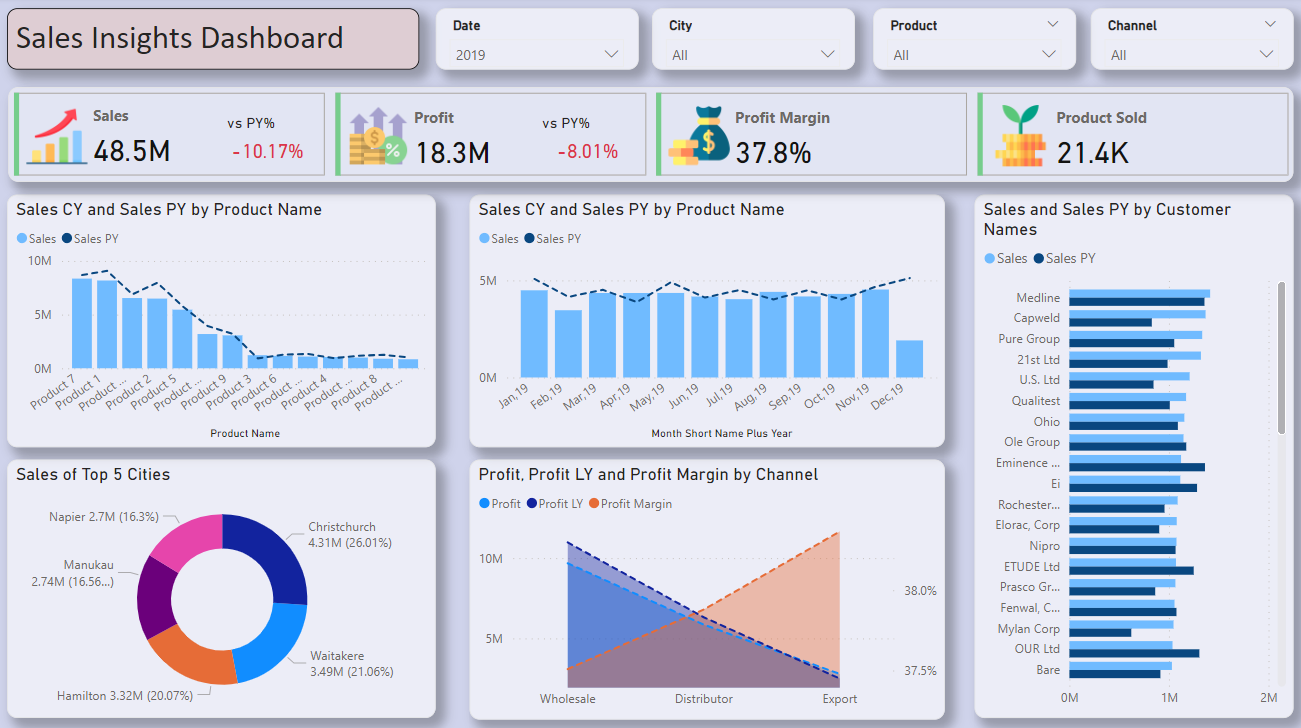 Sales Insights Dashboard
Date
2019
City
All
Product
All
Channel
All
Sales
48.5M
vs PY%
-10.17%
Profit
18.3M
vs PY%
-8.01%
$
%
Profit Margin
37.8%
$
Product Sold
21.4K
Sales CY and Sales PY by Product Name
Sales Sales PY
10M
5M
0M
Product 7
Product 1
Product ...
Product 2
Product 5
Product ...
Product 9
Product 3
Product 6
Product ...
Product 4
Product ...
Product 8
Product ...
Product Name
Sales CY and Sales PY by Product Name
Sales Sales PY
5M
0M
Jan,19
Feb,19
Mar,19
Apr,19
May,19
Jun,19
Jul,19
Aug,19
Sep,19
Oct,19
Nov,19
Dec,19
Month Short Name Plus Year
Sales and Sales PY by Customer
Names
Sales Sales PY
Medline
Capweld
Pure Group
21st Ltd
U.S. Ltd
Qualitest
Ohio
Ole Group
Eminence ...
Ei
Rochester...
Elorac, Corp
Nipro
ETUDE Ltd
Prasco Gr...
Fenwal, C...
Mylan Corp
OUR Ltd
Bare
0M
1M
2M
Sales of Top 5 Cities
Napier 2.7M (16.3%)
Christchurch
4.31M (26.01%)
Manukau
2.74M (16.56...)
Waitakere
3.49M (21.06%)
Hamilton 3.32M (20.07%)
Profit, Profit LY and Profit Margin by Channel
Profit Profit LY Profit Margin
10M
5M
38.0%
37.5%
Wholesale
Distributor
Export